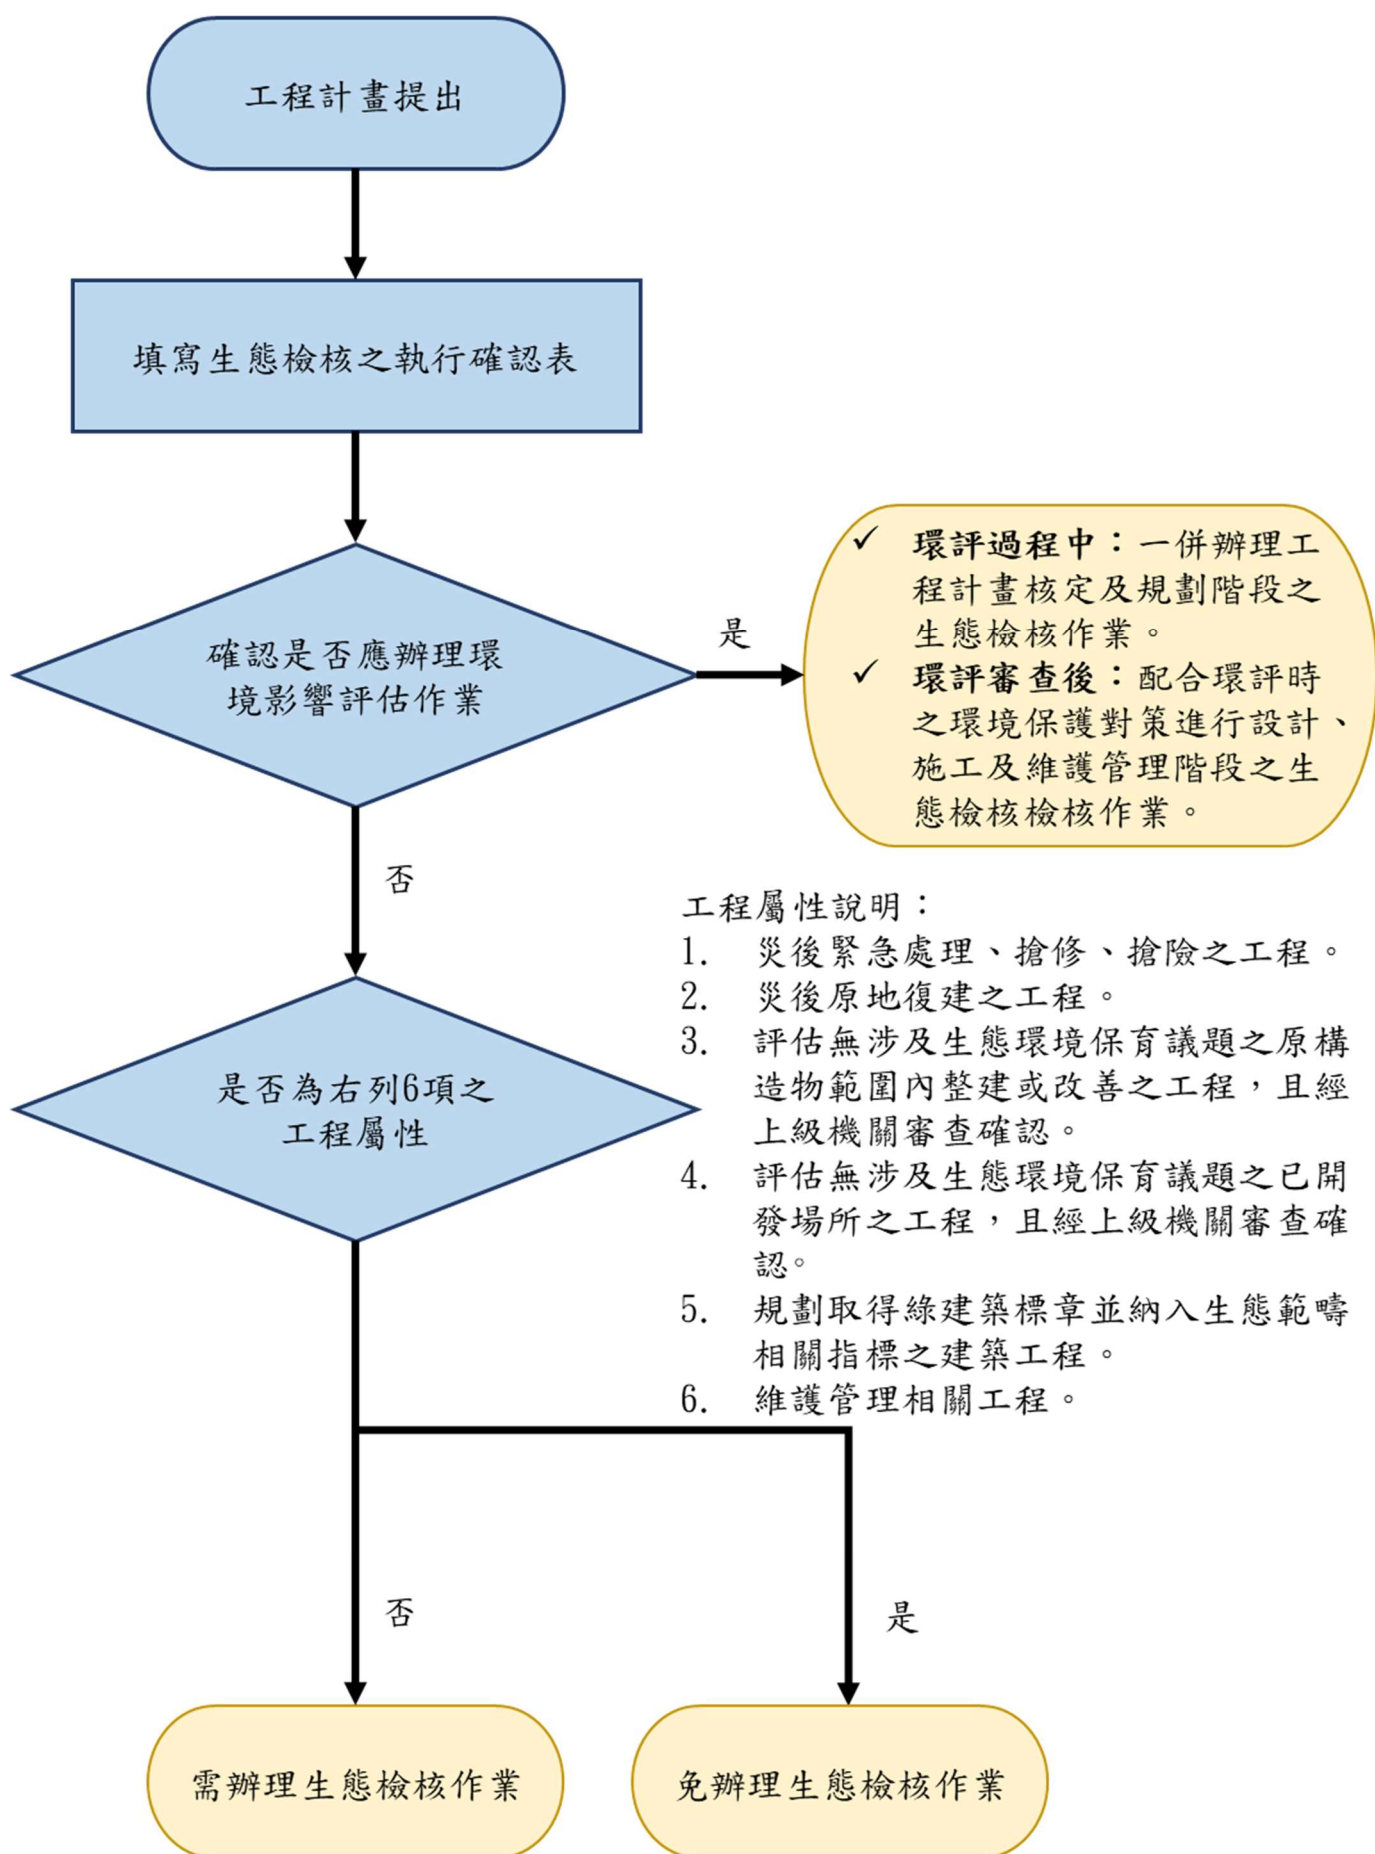 工程計畫提出
填寫生態檢核之執行確認表
確認是否應辦理環
境影響評估作業
是
✓ 環評過程中：一併辦理工
程計畫核定及規劃階段之
生態檢核作業。
✓ 環評審查後：配合環評時
之環境保護對策進行設計、
施工及維護管理階段之生
態檢核檢核作業。
否
是否為右列6項之
工程屬性
工程屬性說明：
1. 災後緊急處理、搶修、搶險之工程。
2. 災後原地復建之工程。
3. 評估無涉及生態環境保育議題之原構
造物範圍內整建或改善之工程，且經
上級機關審查確認。
4. 評估無涉及生態環境保育議題之已開
發場所之工程，且經上級機關審查確
認。
5. 規劃取得綠建築標章並納入生態範疇
相關指標之建築工程。
6. 維護管理相關工程。
否
是
需辦理生態檢核作業
免辦理生態檢核作業